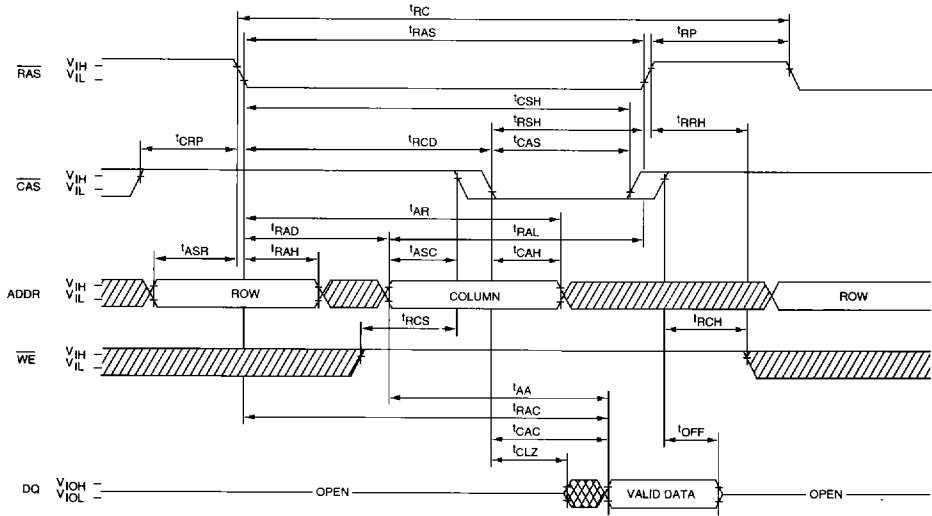 tRC
tRAS
tRP
RAS VIH VIL
tCSH
tRSH
tRRH
tCRP
tRCD
tCAS
CAS VIH VIL
tAR
tRAD
tRAL
tASR
tRAH
tASC
tCAH
ADDR VIH VIL ROW COLUMN ROW
tRCS
tRCH
WE VIH VIL
tAA
tRAC
tCAC
tOFF
tCLZ
DQ VIOH VIOL OPEN VALID DATA OPEN